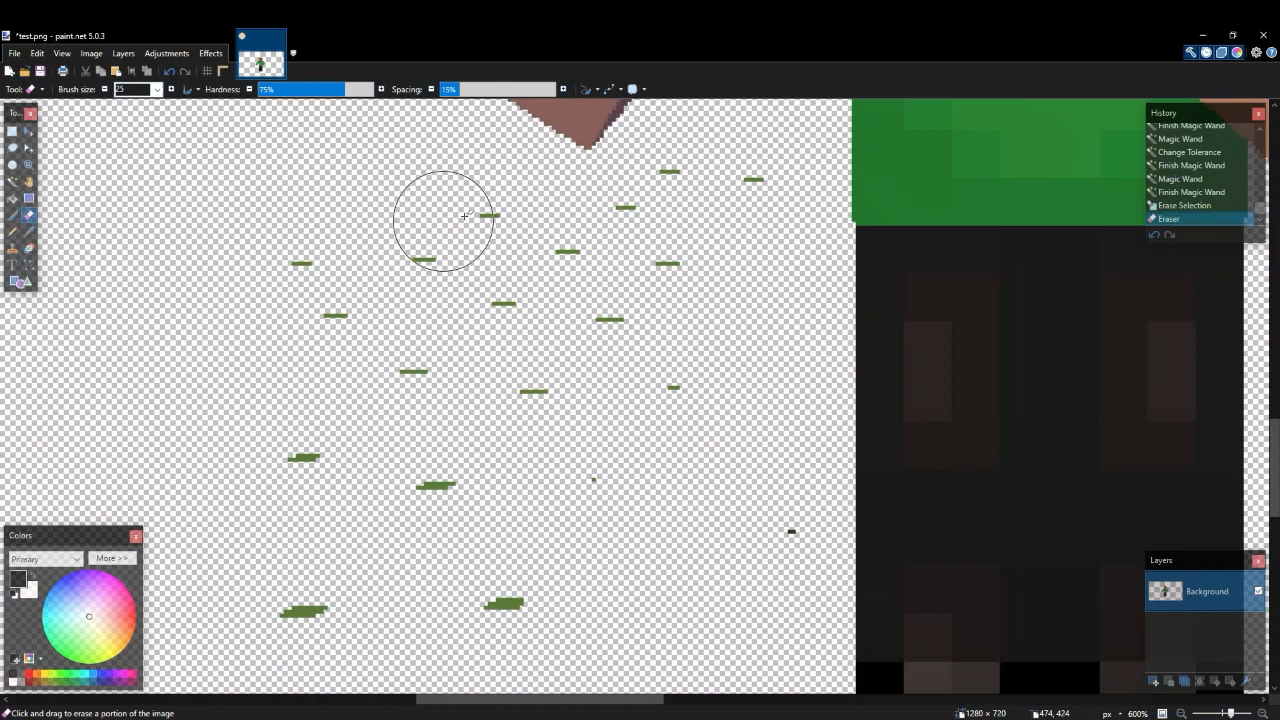 *test.png - paint.net 5.0.3
File Edit View Image Layers Adjustments Effects
Tool: Brush size: 25 Hardness: 75% Spacing: 15%
To...
History
Finish Magic Wand
Magic Wand
Change Tolerance
Finish Magic Wand
Magic Wand
Finish Magic Wand
Erase Selection
Eraser
Colors
Primary More >>
Layers
Background
Click and drag to erase a portion of the image 1280 × 720 474, 424 px 600%